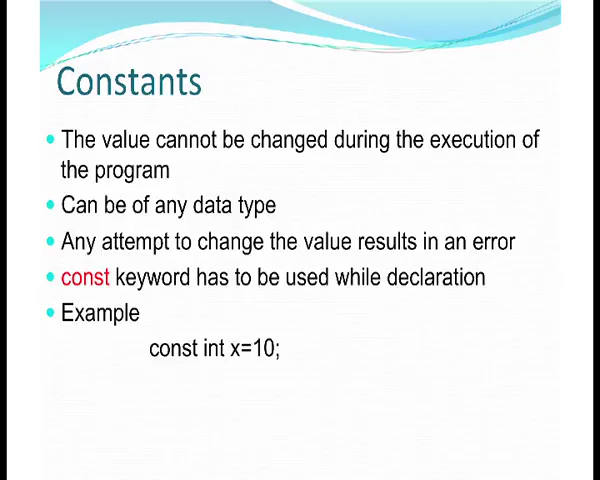 Constants
The value cannot be changed during the execution of
the program
Can be of any data type
Any attempt to change the value results in an error
const keyword has to be used while declaration
Example
const int x=10;